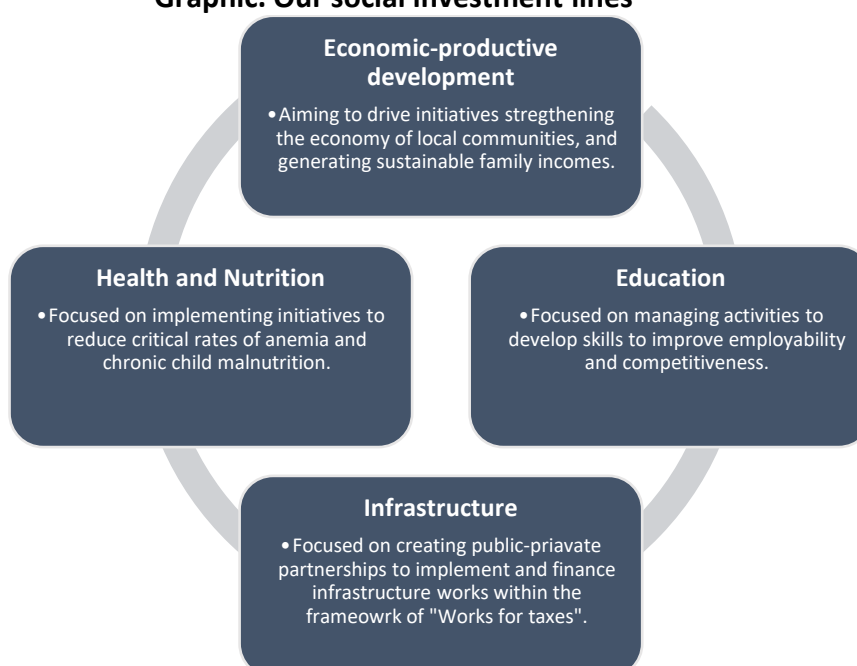 Graphic: Our social investment lines
Economic-productive
development
•Aiming to drive initiatives stregthening
the economy of local communities, and
generating sustainable family incomes.
Health and Nutrition
•Focused on implementing initiatives to
reduce critical rates of anemia and
chronic child malnutrition.
Education
•Focused on managing activities to
develop skills to improve employability
and competitiveness.
Infrastructure
•Focused on creating public-priavate
partnerships to implement and finance
infrastructure works within the
frameowrk of "Works for taxes".